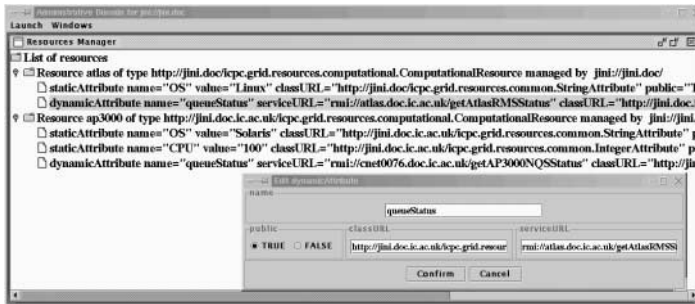 Administrative Domain for jini://jini.doc
Launch Windows
Resources Manager
List of resources
Resource atlas of type http://jini.doc/icpc.grid.resources.computational.ComputationalResource managed by jini://jini.doc/
staticAttribute name="OS" value="Linux" classURL="http://jini.doc.ic.ac.uk/icpc.grid.resources.common.StringAttribute" public="T
dynamicAttribute name="queueStatus" serviceURL="rmi://atlas.doc.ic.ac.uk/getAtlasRMSStatus" classURL="http://jini.doc.
Resource ap3000 of type http://jini.doc.ic.ac.uk/icpc.grid.resources.computational.ComputationalResource managed by jini://jini
staticAttribute name="OS" value="Solaris" classURL="http://jini.doc.ic.ac.uk/icpc.grid.resources.common.StringAttribute" p
staticAttribute name="CPU" value="100" classURL="http://jini.doc.ic.ac.uk/icpc.grid.resources.common.IntegerAttribute" p
dynamicAttribute name="queueStatus" serviceURL="rmi://cnet0076.doc.ic.ac.uk/getAP3000NQSStatus" classURL="http://ji
Edit dynamicAttribute
name
queueStatus
public classURL serviceURL
TRUE FALSE http://jini.doc.ic.ac.uk/icpc.grid.resour rmi://atlas.doc.ic.ac.uk/getAtlasRMSS
Confirm Cancel